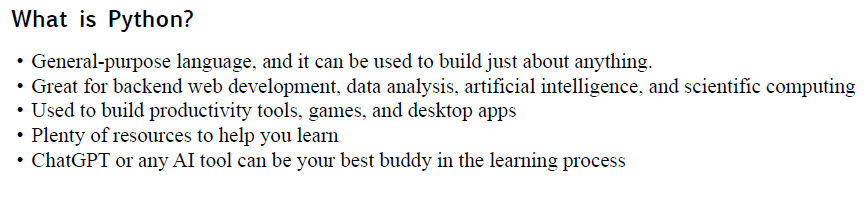 What is Python?
• General-purpose language, and it can be used to build just about anything.
• Great for backend web development, data analysis, artificial intelligence, and scientific computing
• Used to build productivity tools, games, and desktop apps
• Plenty of resources to help you learn
• ChatGPT or any AI tool can be your best buddy in the learning process